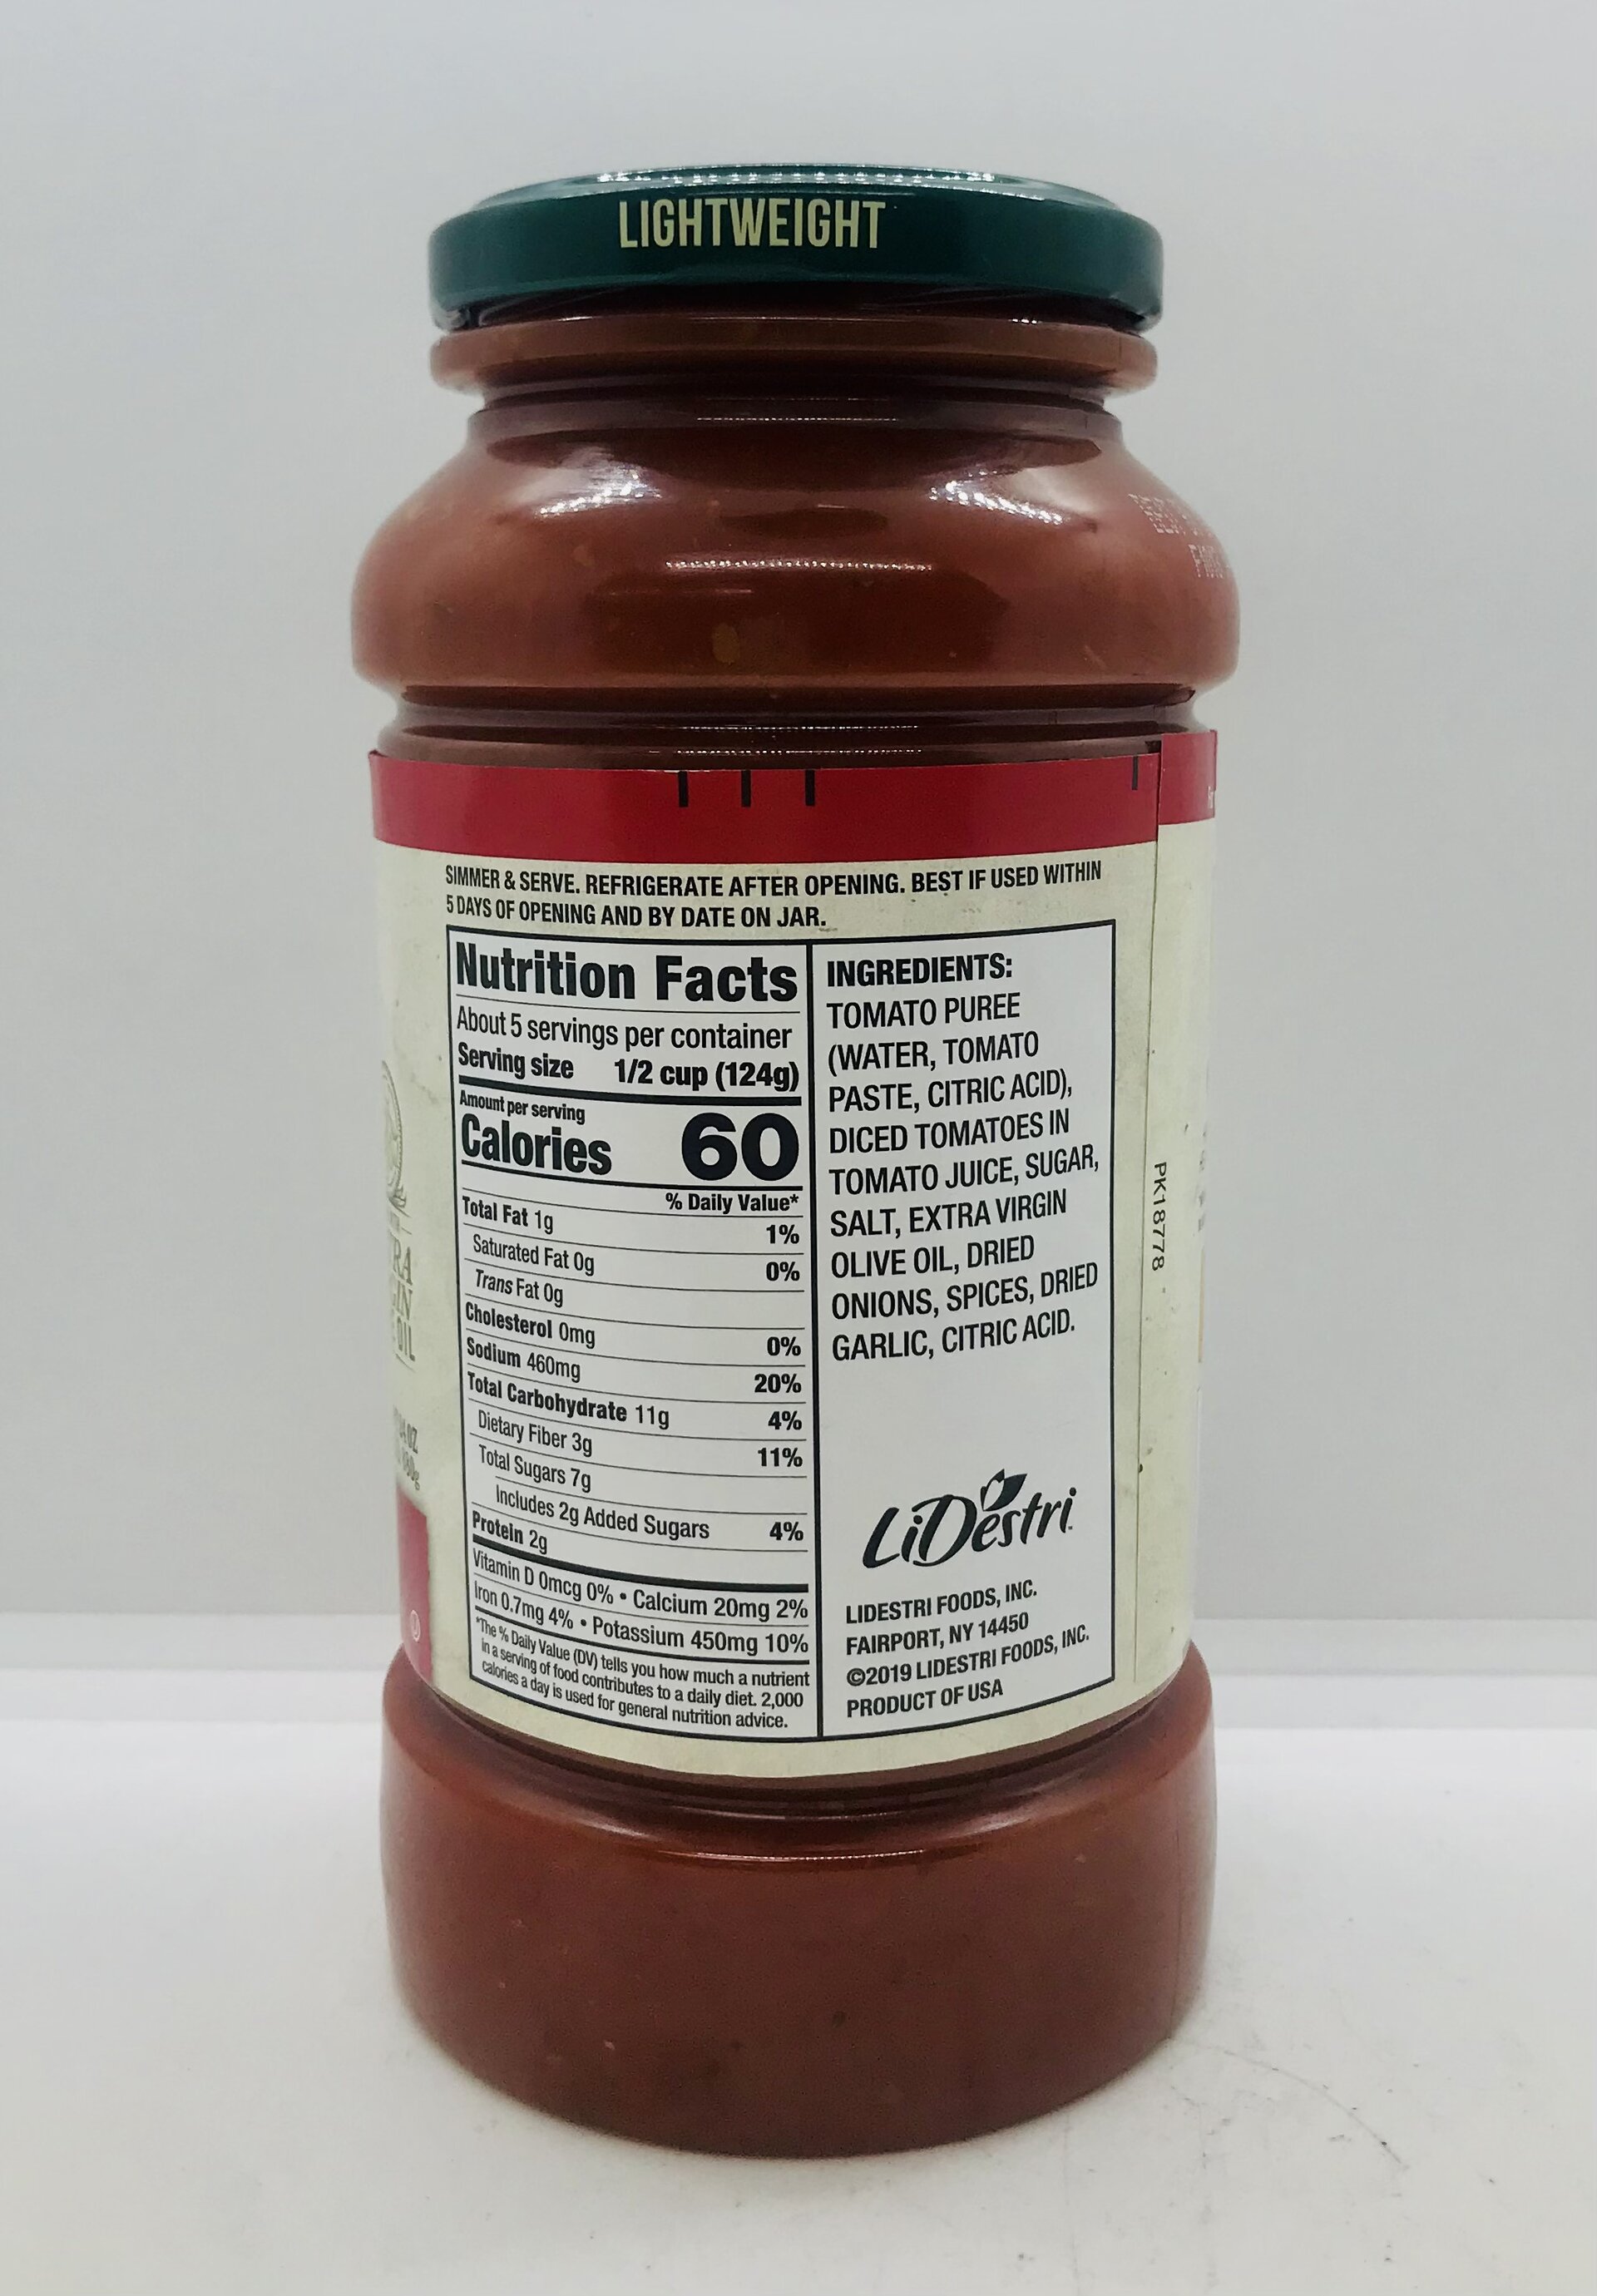 LIGHTWEIGHT
SIMMER & SERVE. REFRIGERATE AFTER OPENING. BEST IF USED WITHIN
5 DAYS OF OPENING AND BY DATE ON JAR.
Nutrition Facts
About 5 servings per container
Serving size 1/2 cup (124g)
Amount per serving
Calories 60
% Daily Value*
Total Fat 1g 1%
Saturated Fat 0g 0%
Trans Fat 0g
Cholesterol 0mg 0%
Sodium 460mg 20%
Total Carbohydrate 11g 4%
Dietary Fiber 3g 11%
Total Sugars 7g
Includes 2g Added Sugars 4%
Protein 2g
Vitamin D 0mcg 0% • Calcium 20mg 2%
Iron 0.7mg 4% • Potassium 450mg 10%
*The % Daily Value (DV) tells you how much a nutrient
in a serving of food contributes to a daily diet. 2,000
calories a day is used for general nutrition advice.
INGREDIENTS:
TOMATO PUREE
(WATER, TOMATO
PASTE, CITRIC ACID),
DICED TOMATOES IN
TOMATO JUICE, SUGAR,
SALT, EXTRA VIRGIN
OLIVE OIL, DRIED
ONIONS, SPICES, DRIED
GARLIC, CITRIC ACID.
LiDestri
LIDESTRI FOODS, INC.
FAIRPORT, NY 14450
©2019 LIDESTRI FOODS, INC.
PRODUCT OF USA
PK18778
OIL